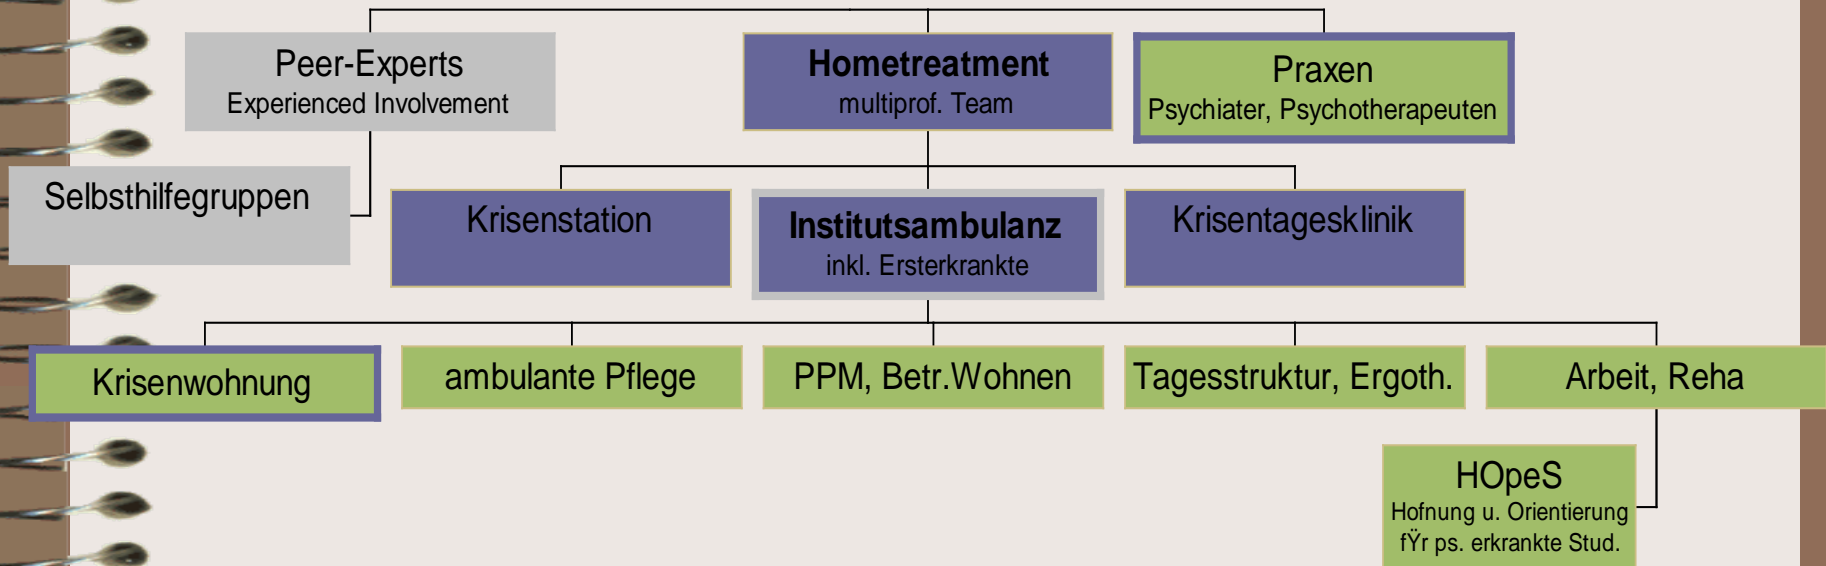 Peer-Experts
Experienced Involvement
Hometreatment
multiprof. Team
Praxen
Psychiater, Psychotherapeuten
Selbsthilfegruppen
Krisenstation
Institutsambulanz
inkl. Ersterkrankte
Krisentagesklinik
Krisenwohnung
ambulante Pflege
PPM, Betr.Wohnen
Tagesstruktur, Ergoth.
Arbeit, Reha
HOpeS
Hofnung u. Orientierung
fŸr ps. erkrankte Stud.